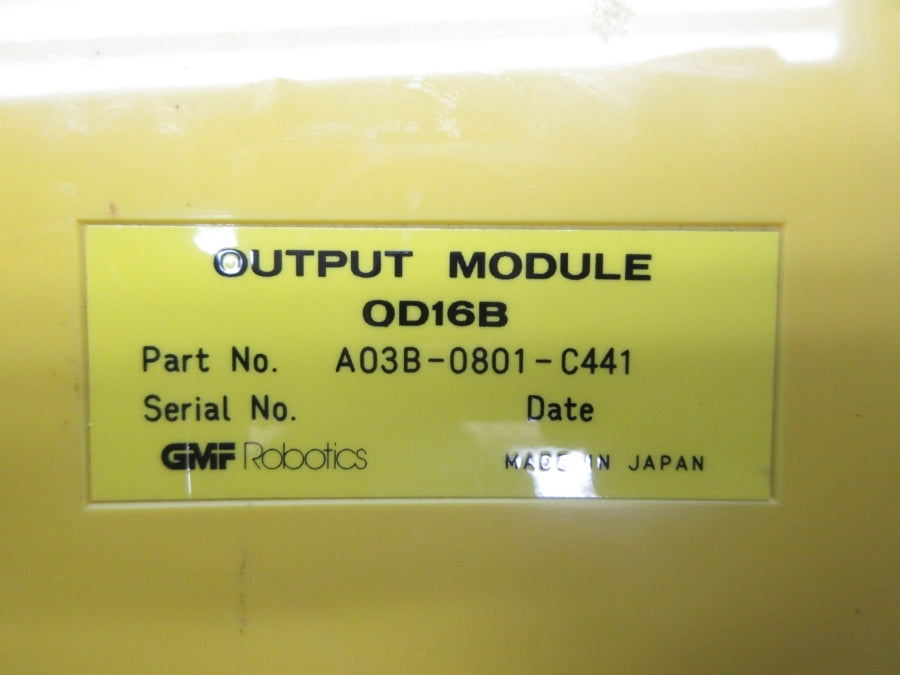 OUTPUT MODULE
OD16B
Part No. A03B-0801-C441
Serial No. Date
GMF Robotics MADE IN JAPAN